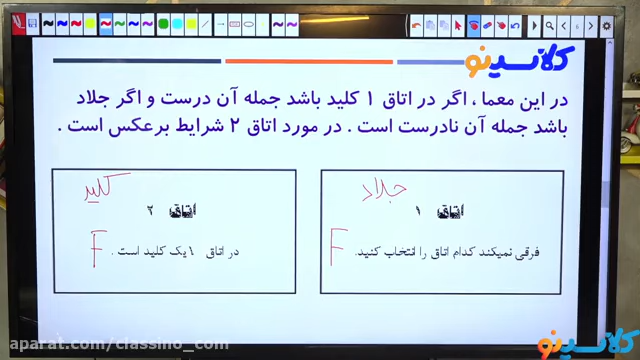 کلاسینو
در این معما ، اگر در اتاق ۱ کلید باشد جمله آن درست و اگر جلاد
باشد جمله آن نادرست است . در مورد اتاق ۲ شرایط برعکس است .
جلاد
اتاق ۱
فرقی نمیکند کدام اتاق را انتخاب کنید.
F
کلید
اتاق ۲
در اتاق ۱ یک کلید است .
F
aparat.com/classino_com
کلاسینو